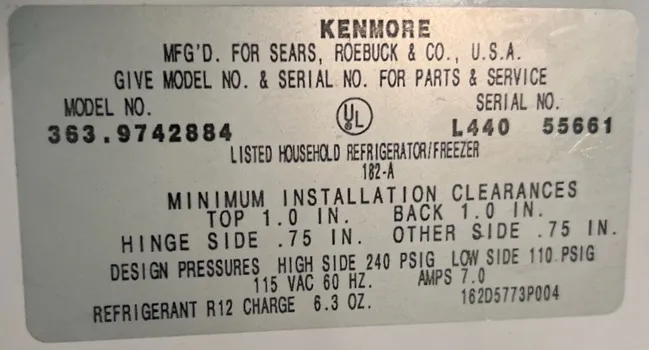 KENMORE
MFG'D. FOR SEARS, ROEBUCK & CO., U.S.A.
GIVE MODEL NO. & SERIAL NO. FOR PARTS & SERVICE
MODEL NO. SERIAL NO.
363.9742884 UL L440 55661
LISTED HOUSEHOLD REFRIGERATOR/FREEZER
182-A
MINIMUM INSTALLATION CLEARANCES
TOP 1.0 IN. BACK 1.0 IN.
HINGE SIDE .75 IN. OTHER SIDE .75 IN.
DESIGN PRESSURES HIGH SIDE 240 PSIG LOW SIDE 110 PSIG
115 VAC 60 HZ. AMPS 7.0
REFRIGERANT R12 CHARGE 6.3 OZ. 162D5773P004